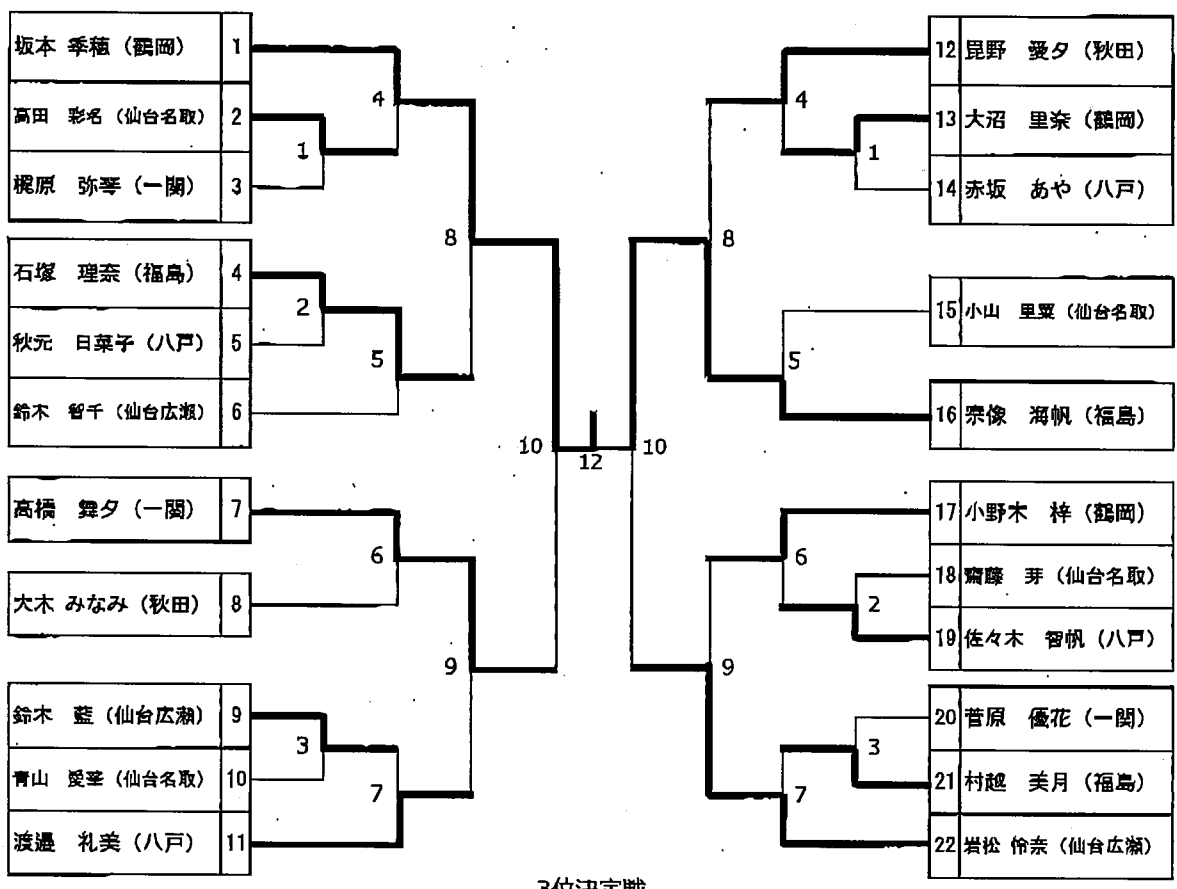 坂本 季穂（鶴岡） 1
高田 彩名（仙台名取） 2
梶原 弥琴（一関） 3
石塚 理奈（福島） 4
秋元 日菜子（八戸） 5
鈴木 智千（仙台広瀬） 6
高橋 舞夕（一関） 7
大木 みなみ（秋田） 8
鈴木 藍（仙台広瀬） 9
青山 愛華（仙台名取） 10
渡邉 礼美（八戸） 11
4
1
8
2
5
10
6
9
3
7
12
4
1
8
5
10
6
2
9
3
7
12 昆野 愛夕（秋田）
13 大沼 里奈（鶴岡）
14 赤坂 あや（八戸）
15 小山 里粟（仙台名取）
16 宗像 海帆（福島）
17 小野木 梓（鶴岡）
18 齋藤 芽（仙台名取）
19 佐々木 智帆（八戸）
20 菅原 優花（一関）
21 村越 美月（福島）
22 岩松 伶奈（仙台広瀬）
3位決定戦